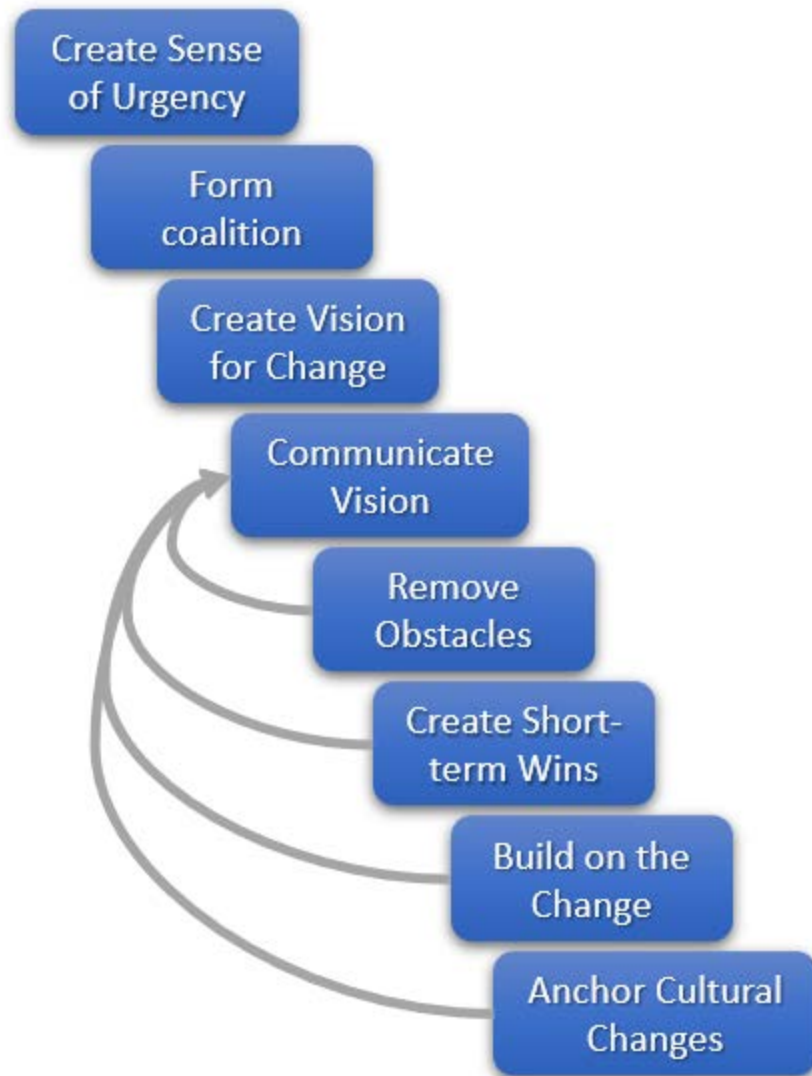 Create Sense
of Urgency
Form
coalition
Create Vision
for Change
Communicate
Vision
Remove
Obstacles
Create Short-
term Wins
Build on the
Change
Anchor Cultural
Changes